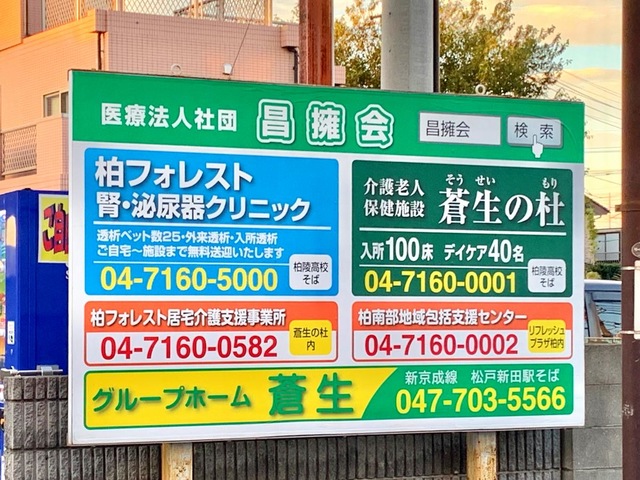 医療法人社団 昌擁会
昌擁会 検索
柏フォレスト
腎・泌尿器クリニック
透析ベット数25・外来透析・入所透析
ご自宅～施設まで無料送迎いたします
04-7160-5000
柏陵高校
そば
介護老人
保健施設
そう せい もり
蒼生の杜
入所100床 デイケア40名
04-7160-0001
柏陵高校
そば
柏フォレスト居宅介護支援事業所
04-7160-0582
蒼生の杜
内
柏南部地域包括支援センター
04-7160-0002
リフレッシュ
プラザ柏内
グループホーム 蒼生
新京成線 松戸新田駅そば
047-703-5566